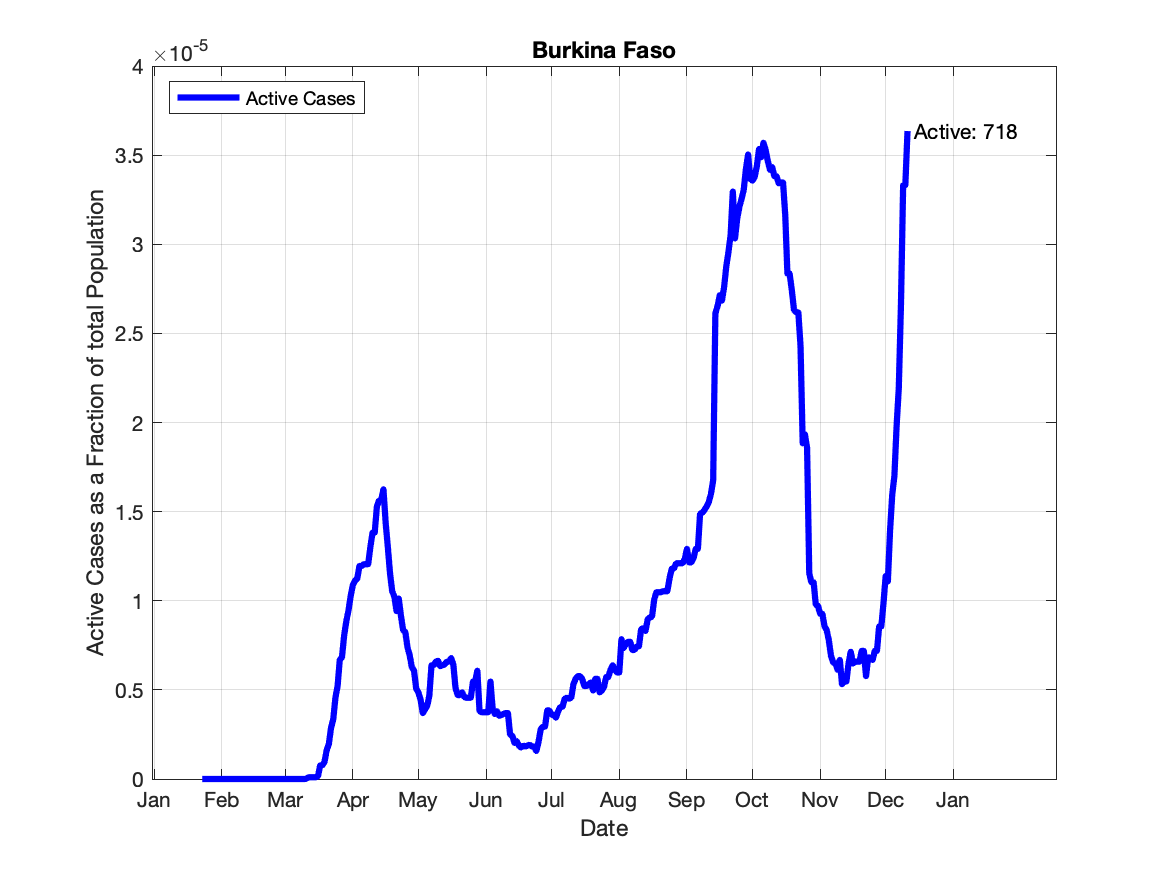 Burkina Faso
×10⁻⁵
Active Cases
Active: 718
4
3.5
3
2.5
2
1.5
1
0.5
0
Active Cases as a Fraction of total Population
Jan Feb Mar Apr May Jun Jul Aug Sep Oct Nov Dec Jan
Date